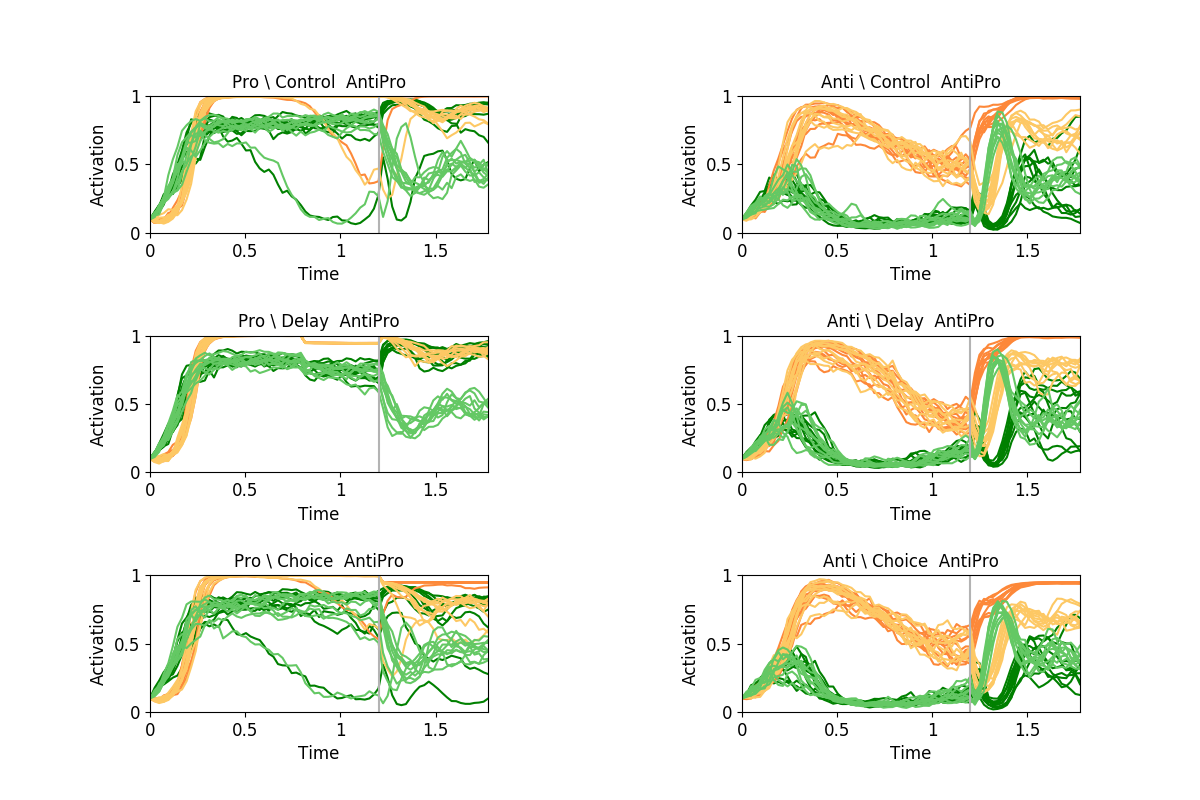 Pro \ Control  AntiPro
Anti \ Control  AntiPro
1
0.5
0
Activation
0
0.5
1
1.5
Time
1
0.5
0
Activation
0
0.5
1
1.5
Time
Pro \ Delay  AntiPro
Anti \ Delay  AntiPro
1
0.5
0
Activation
0
0.5
1
1.5
Time
1
0.5
0
Activation
0
0.5
1
1.5
Time
Pro \ Choice  AntiPro
Anti \ Choice  AntiPro
1
0.5
0
Activation
0
0.5
1
1.5
Time
1
0.5
0
Activation
0
0.5
1
1.5
Time